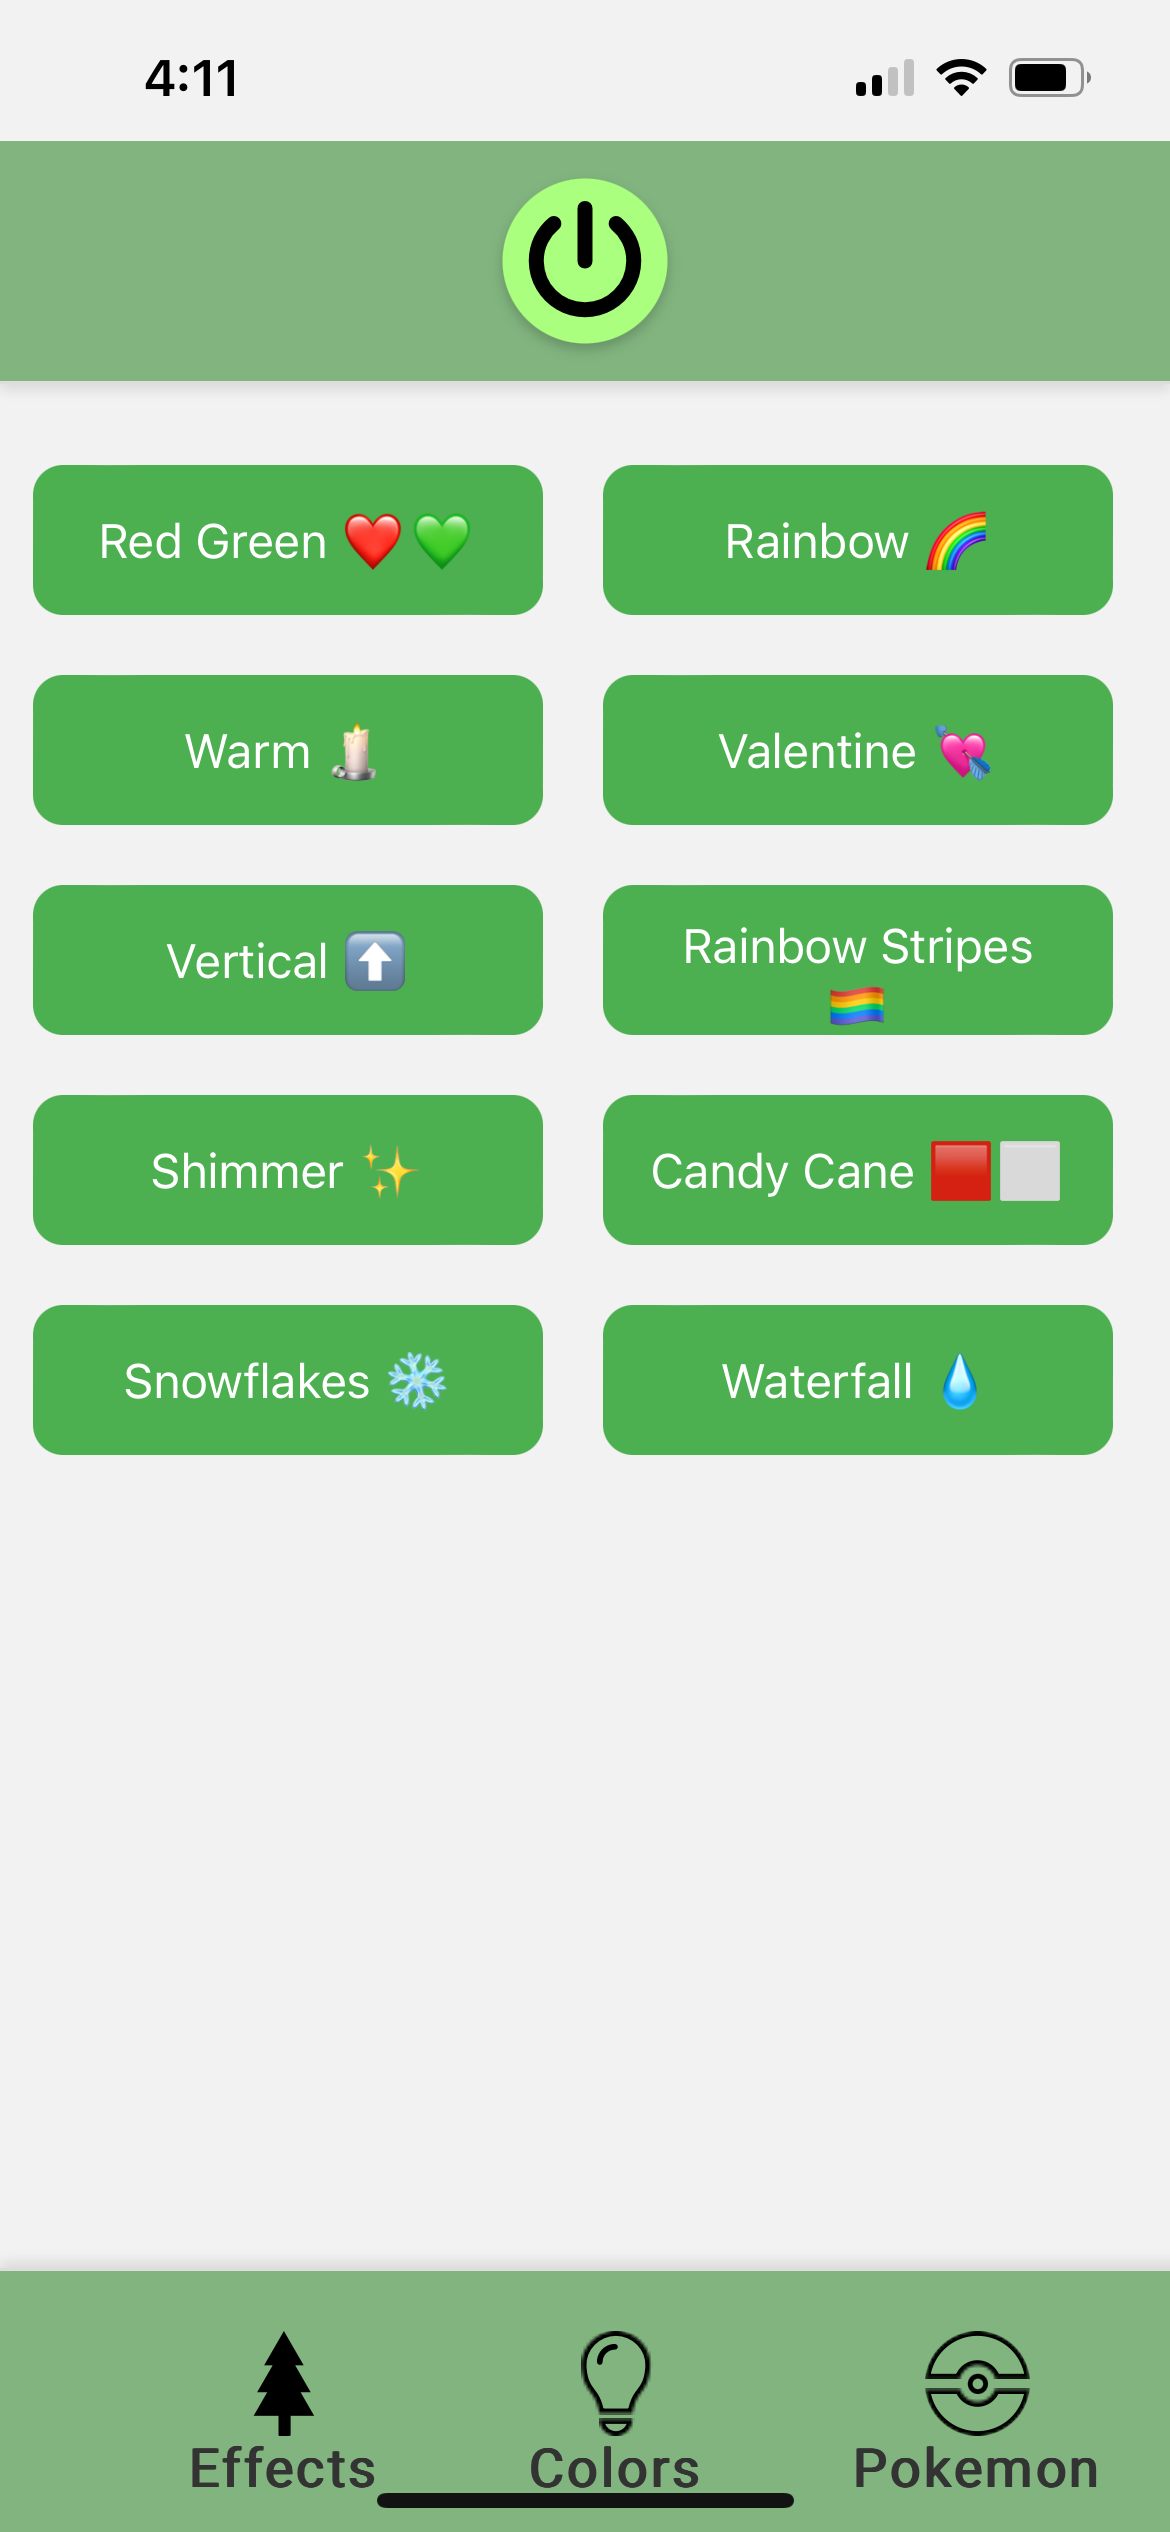 4:11
Red Green ❤️💚
Rainbow 🌈
Warm 🕯️
Valentine 💘
Vertical ⬆️
Rainbow Stripes
🏳️‍🌈
Shimmer ✨
Candy Cane 🟥⬜
Snowflakes ❄️
Waterfall 💧
Effects
Colors
Pokemon